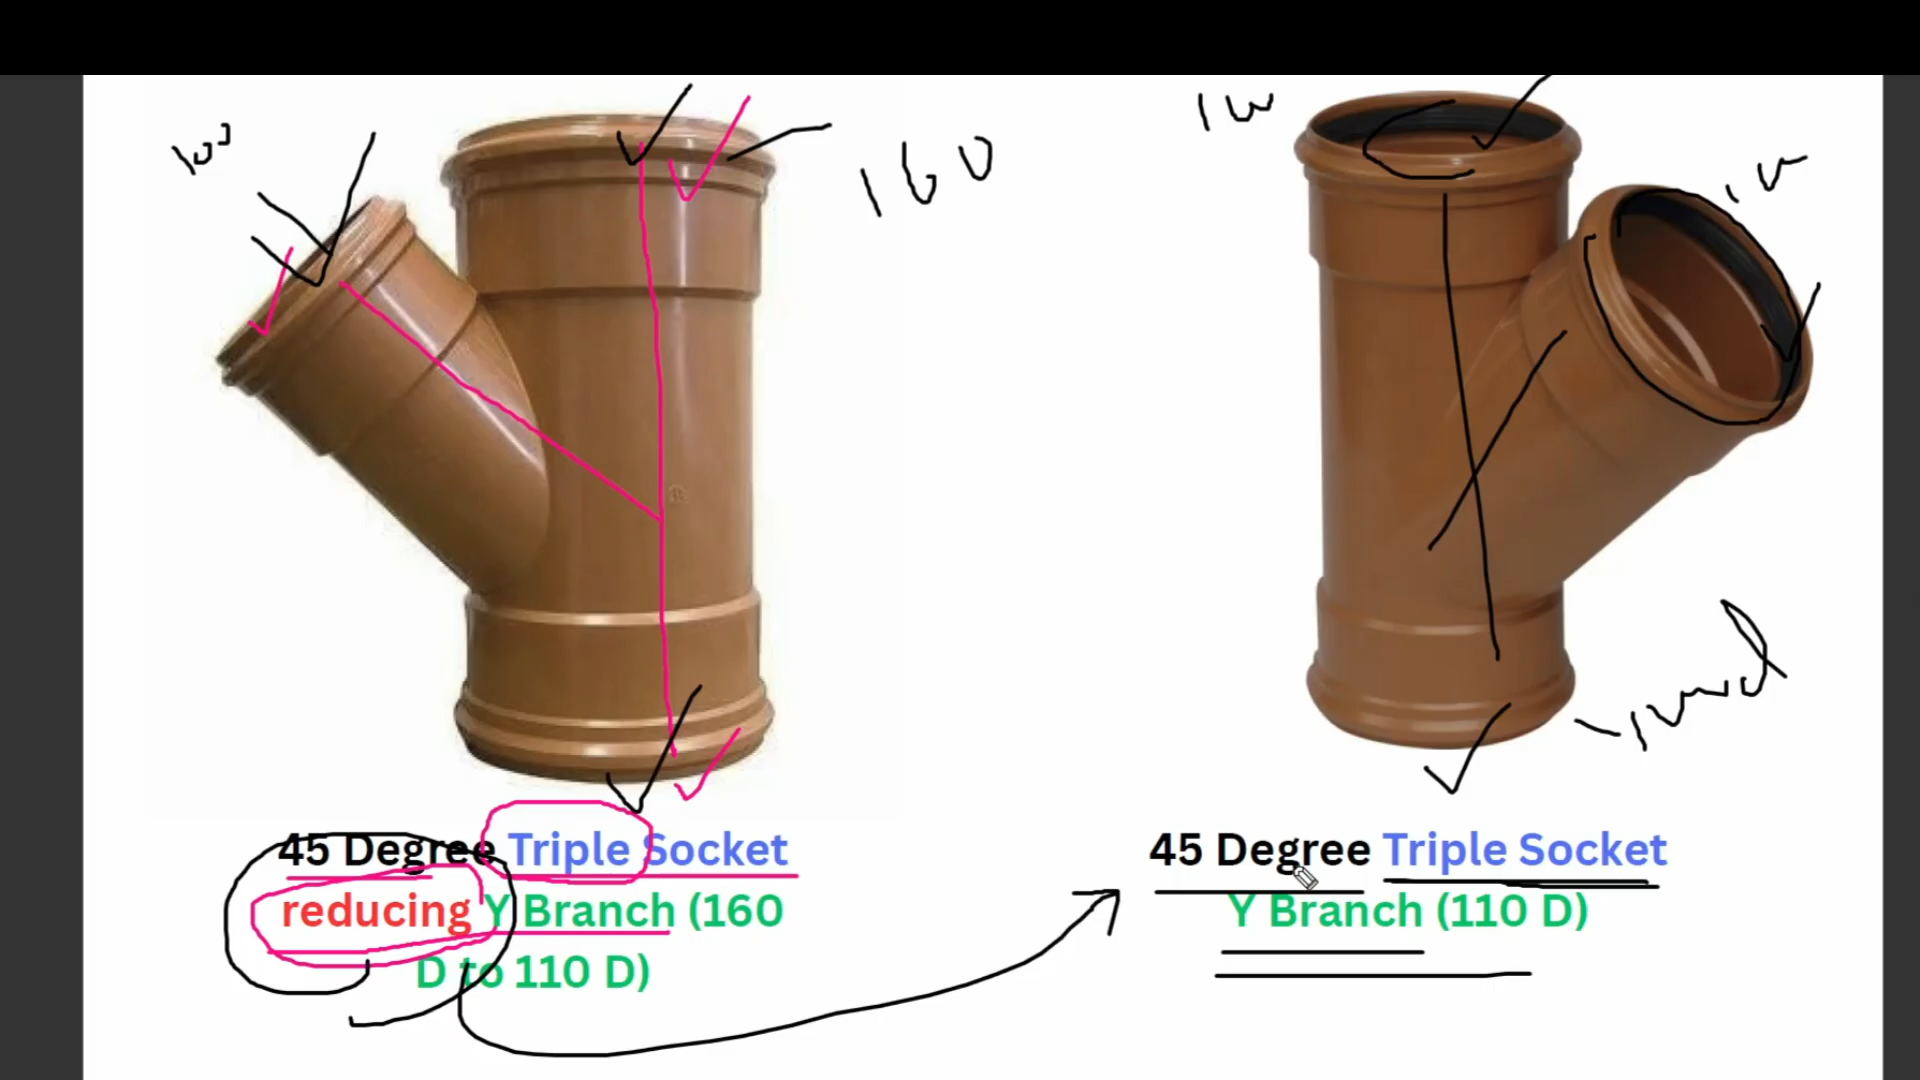 160
45 Degree Triple Socket
reducing Y Branch (160
D to 110 D)
45 Degree Triple Socket
Y Branch (110 D)